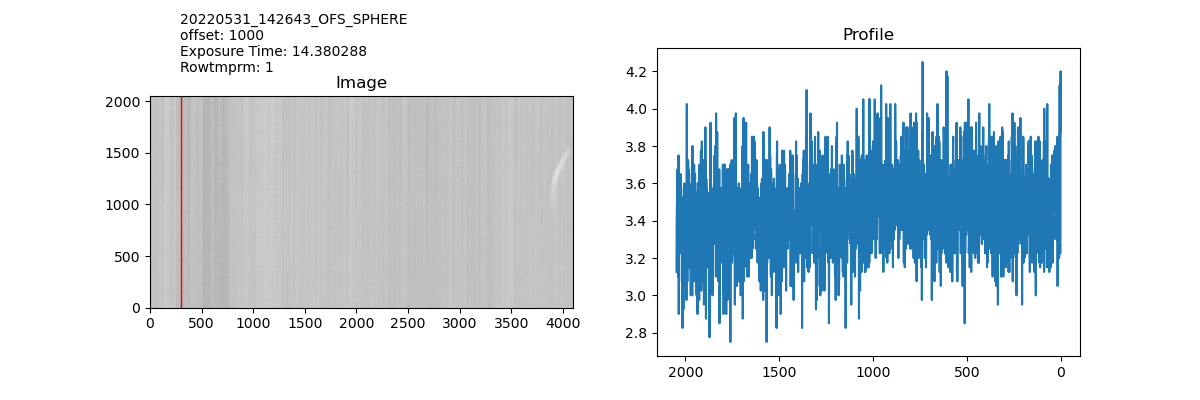 20220531_142643_OFS_SPHERE
offset: 1000
Exposure Time: 14.380288
Rowtmprm: 1
Image
2000
1500
1000
500
0
0 500 1000 1500 2000 2500 3000 3500 4000
Profile
4.2
4.0
3.8
3.6
3.4
3.2
3.0
2.8
2000 1500 1000 500 0